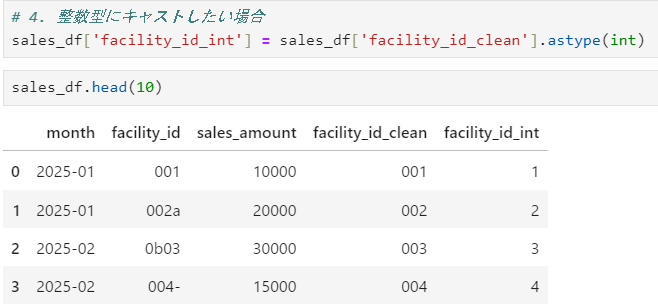 # 4. 整数型にキャストしたい場合
sales_df['facility_id_int'] = sales_df['facility_id_clean'].astype(int)
sales_df.head(10)
month facility_id sales_amount facility_id_clean facility_id_int
0 2025-01 001 10000 001 1
1 2025-01 002a 20000 002 2
2 2025-02 0b03 30000 003 3
3 2025-02 004- 15000 004 4